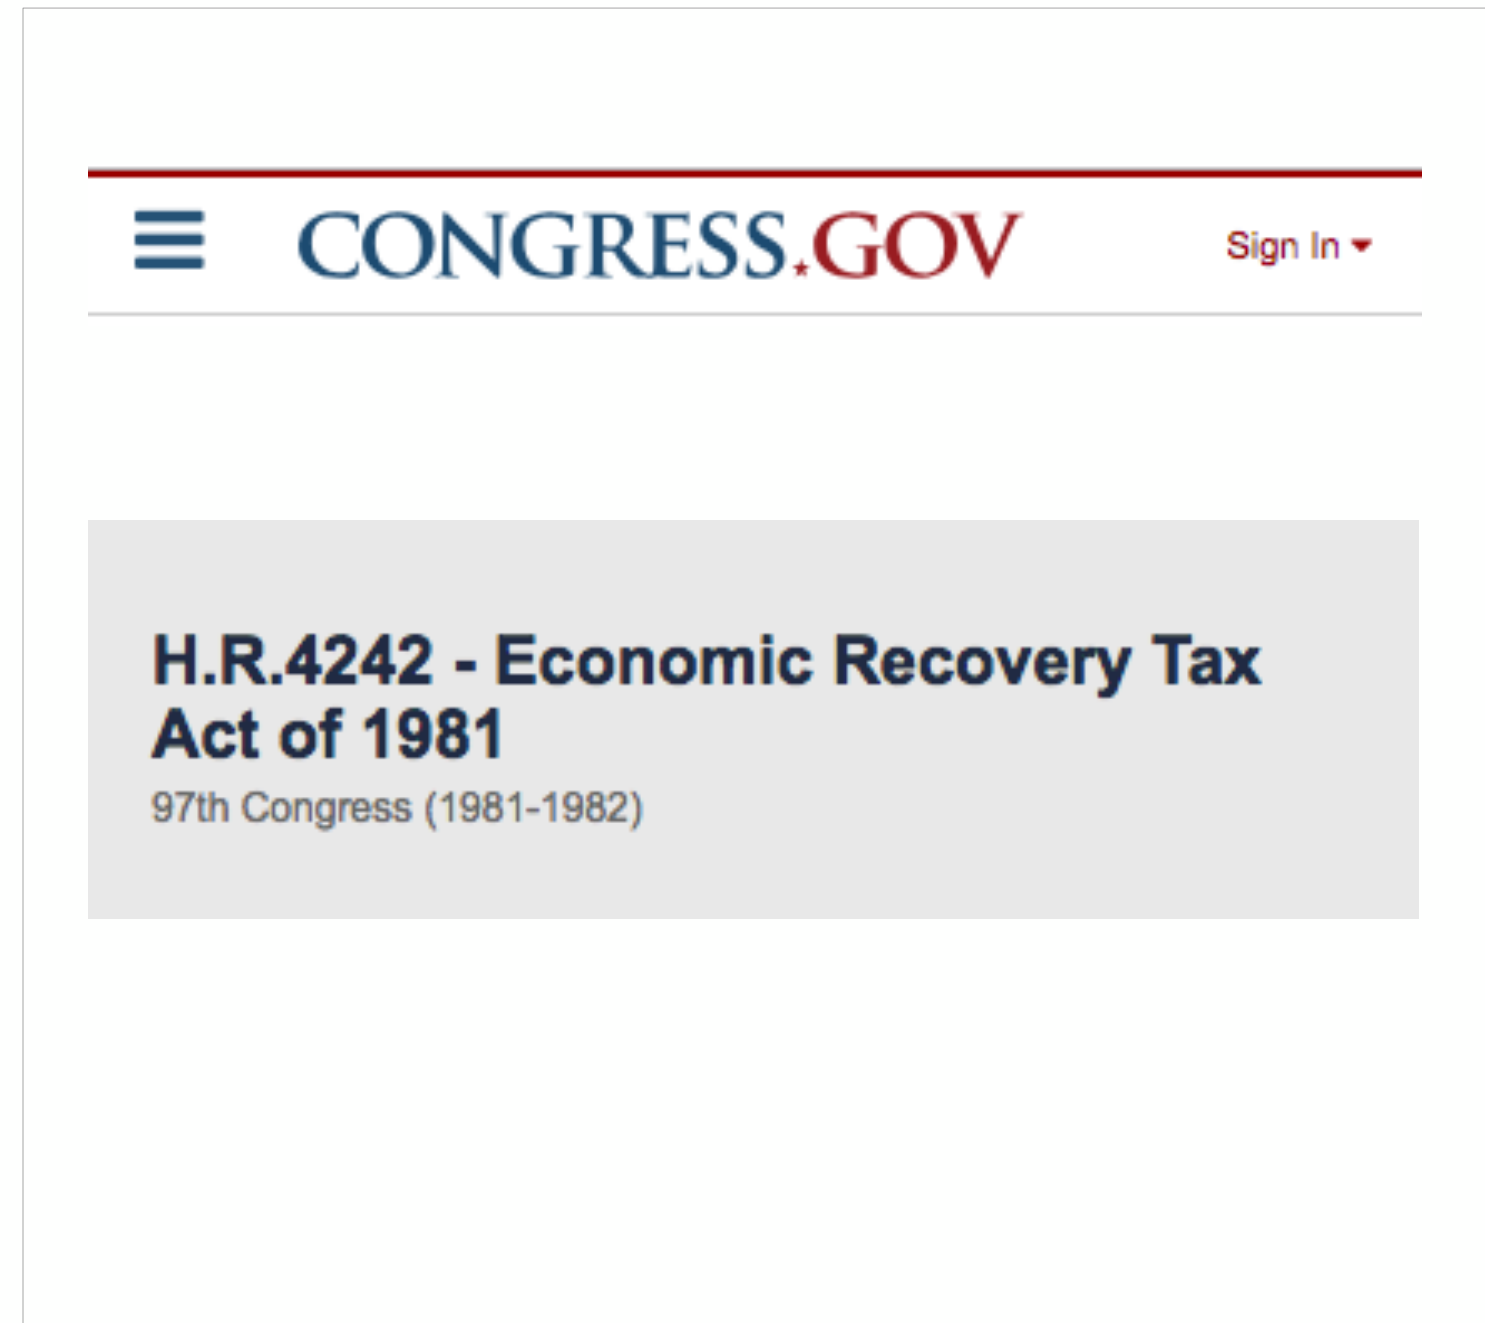 CONGRESS.GOV
Sign In
H.R.4242 - Economic Recovery Tax
Act of 1981
97th Congress (1981-1982)